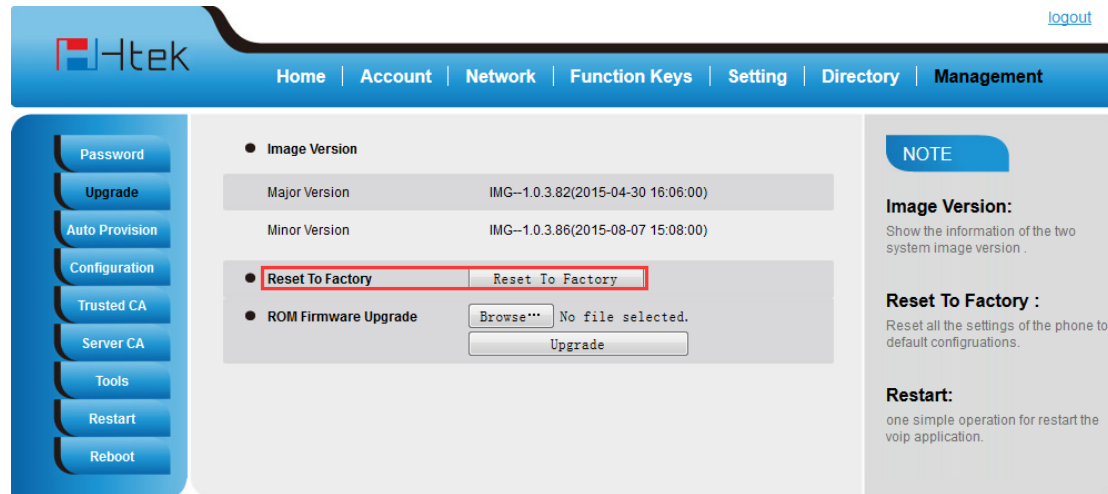 logout
Htek
Home Account Network Function Keys Setting Directory Management
Password
Upgrade
Auto Provision
Configuration
Trusted CA
Server CA
Tools
Restart
Reboot
Image Version
Major Version IMG--1.0.3.82(2015-04-30 16:06:00)
Minor Version IMG--1.0.3.86(2015-08-07 15:08:00)
Reset To Factory Reset To Factory
ROM Firmware Upgrade Browse... No file selected.
Upgrade
NOTE
Image Version:
Show the information of the two
system image version .
Reset To Factory :
Reset all the settings of the phone to
default configruations.
Restart:
one simple operation for restart the
voip application.